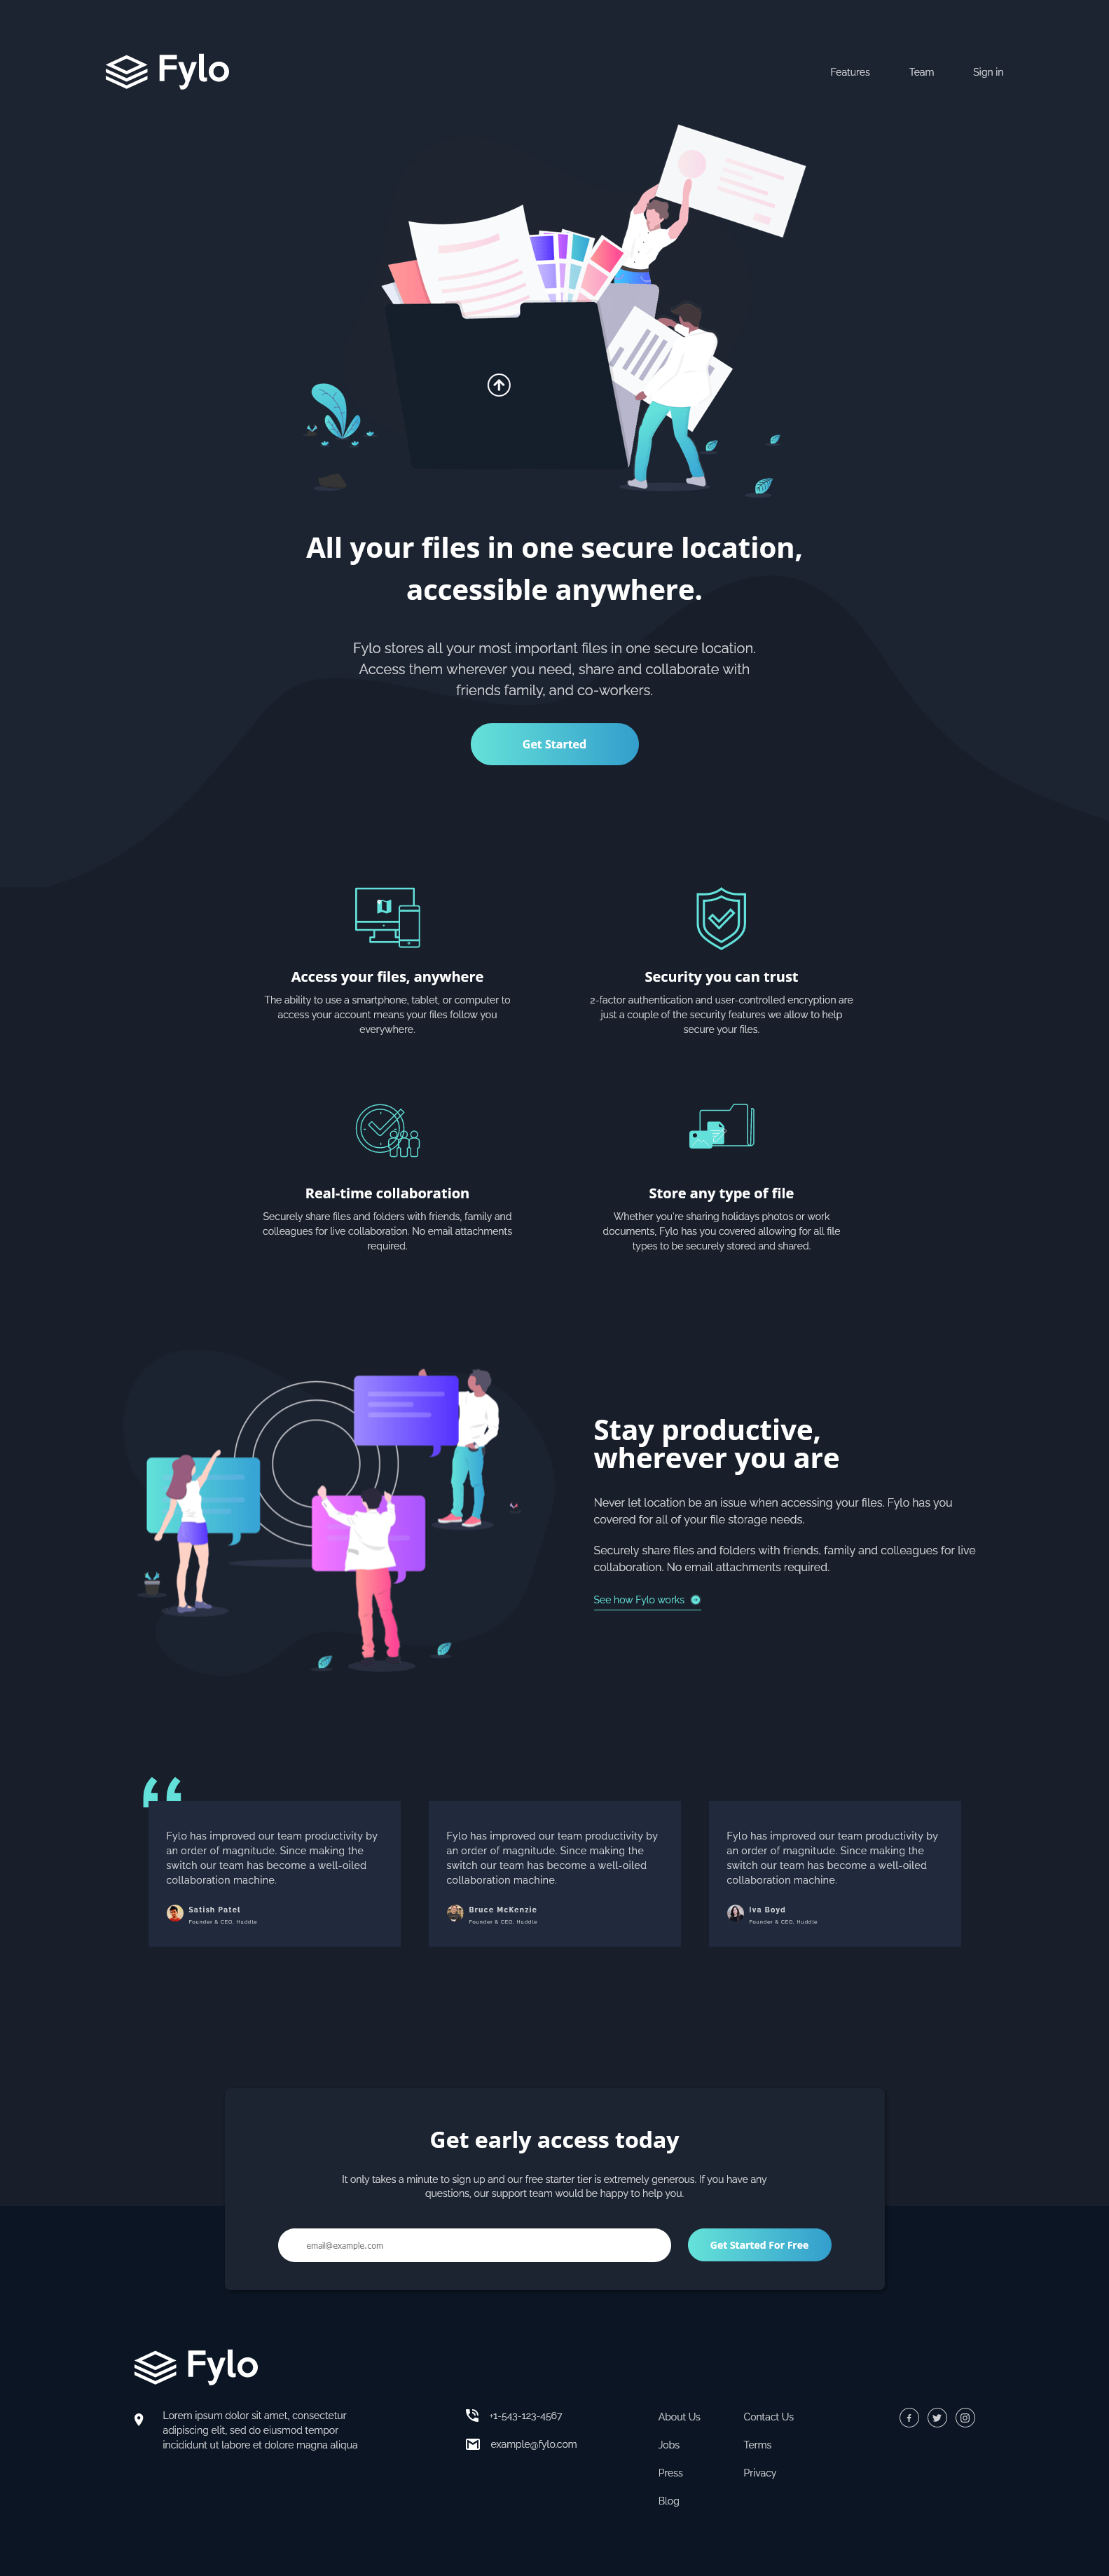 Fylo
Features Team Sign in
All your files in one secure location,
accessible anywhere.
Fylo stores all your most important files in one secure location.
Access them wherever you need, share and collaborate with
friends family, and co-workers.
Get Started
Access your files, anywhere
The ability to use a smartphone, tablet, or computer to
access your account means your files follow you
everywhere.
Security you can trust
2-factor authentication and user-controlled encryption are
just a couple of the security features we allow to help
secure your files.
Real-time collaboration
Securely share files and folders with friends, family and
colleagues for live collaboration. No email attachments
required.
Store any type of file
Whether you're sharing holidays photos or work
documents, Fylo has you covered allowing for all file
types to be securely stored and shared.
Stay productive,
wherever you are
Never let location be an issue when accessing your files. Fylo has you
covered for all of your file storage needs.
Securely share files and folders with friends, family and colleagues for live
collaboration. No email attachments required.
See how Fylo works
“
Fylo has improved our team productivity by
an order of magnitude. Since making the
switch our team has become a well-oiled
collaboration machine.
Satish Patel
Founder & CEO, Huddle
Fylo has improved our team productivity by
an order of magnitude. Since making the
switch our team has become a well-oiled
collaboration machine.
Bruce McKenzie
Founder & CEO, Huddle
Fylo has improved our team productivity by
an order of magnitude. Since making the
switch our team has become a well-oiled
collaboration machine.
Iva Boyd
Founder & CEO, Huddle
Get early access today
It only takes a minute to sign up and our free starter tier is extremely generous. If you have any
questions, our support team would be happy to help you.
email@example.com
Get Started For Free
Fylo
Lorem ipsum dolor sit amet, consectetur
adipiscing elit, sed do eiusmod tempor
incididunt ut labore et dolore magna aliqua
+1-543-123-4567
example@fylo.com
About Us
Jobs
Press
Blog
Contact Us
Terms
Privacy